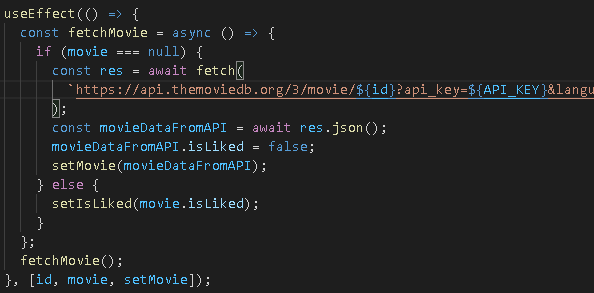 useEffect(() => {
  const fetchMovie = async () => {
    if (movie === null) {
      const res = await fetch(
        `https://api.themoviedb.org/3/movie/${id}?api_key=${API_KEY}&langu
      );
      const movieDataFromAPI = await res.json();
      movieDataFromAPI.isLiked = false;
      setMovie(movieDataFromAPI);
    } else {
      setIsLiked(movie.isLiked);
    }
  };
  fetchMovie();
}, [id, movie, setMovie]);